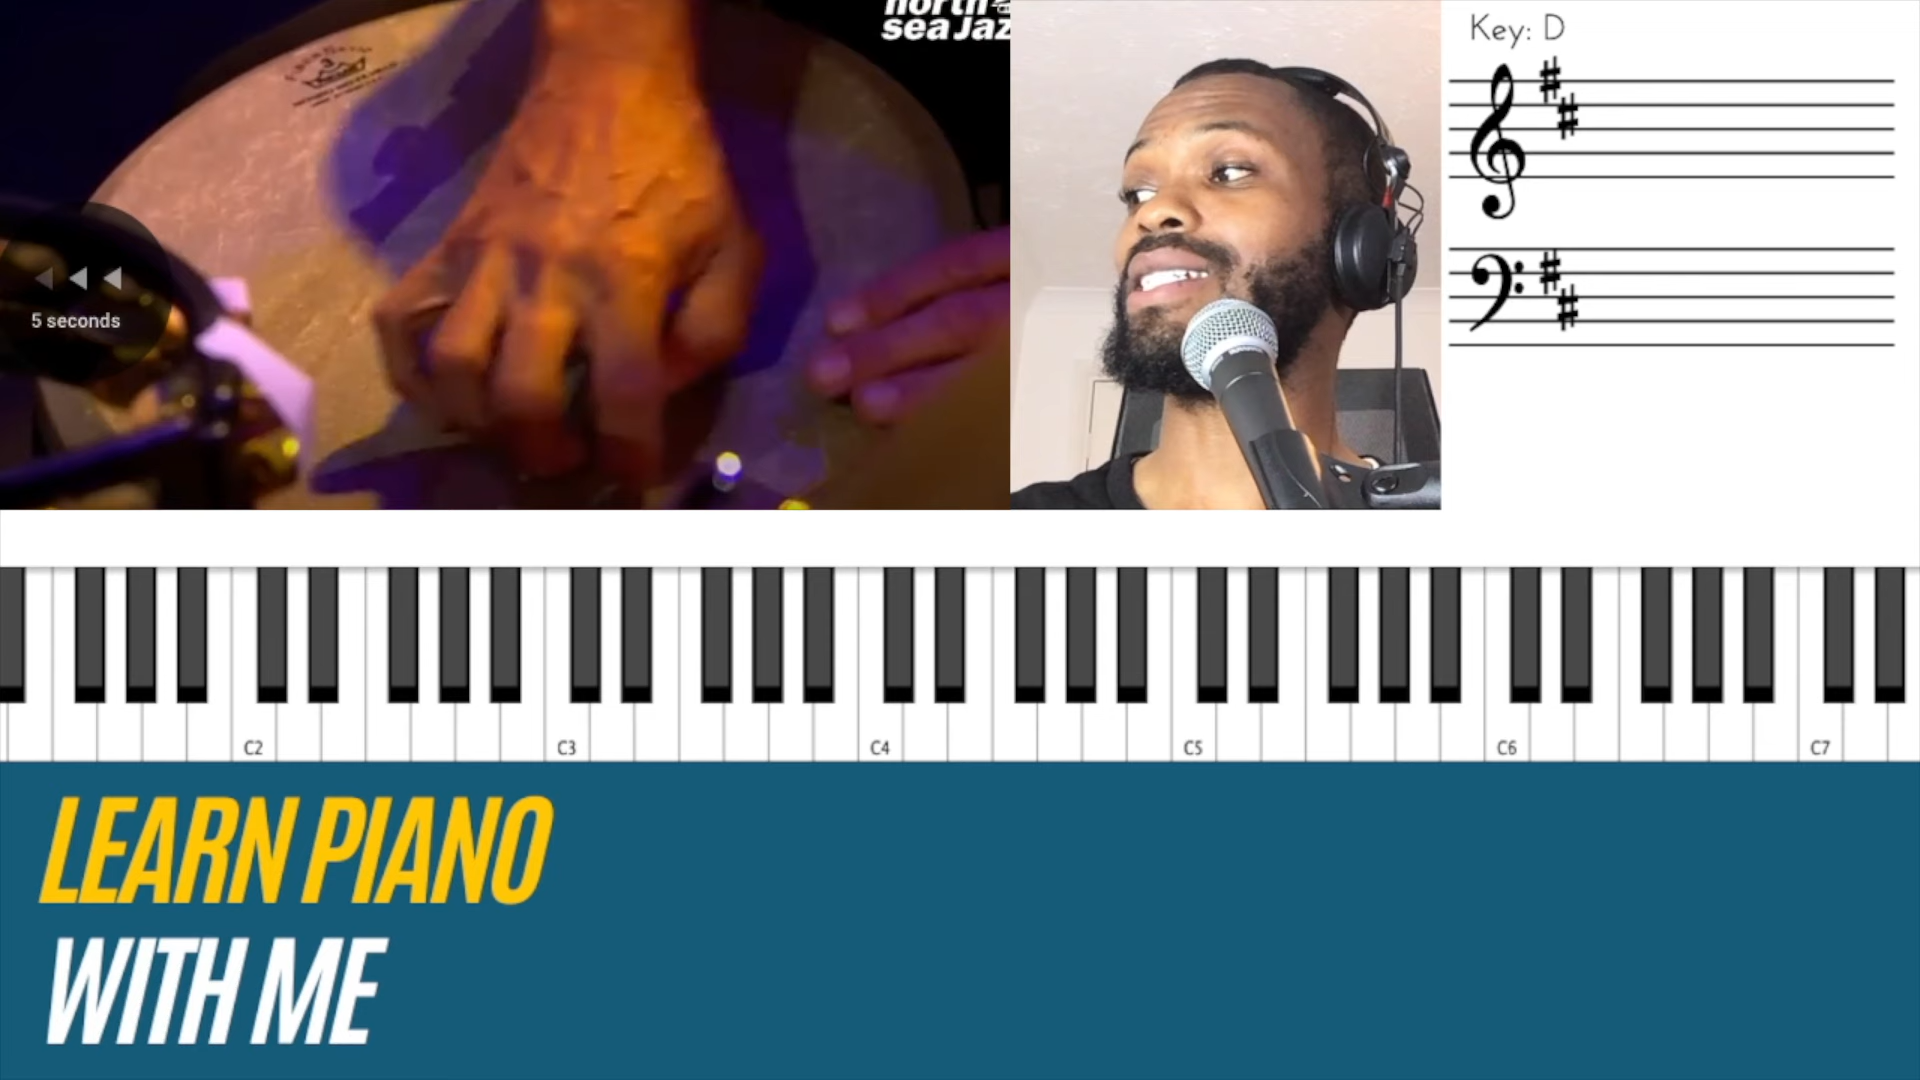 north
sea Jaz
5 seconds
Key: D
C2
C3
C4
C5
C6
C7
LEARN PIANO
WITH ME